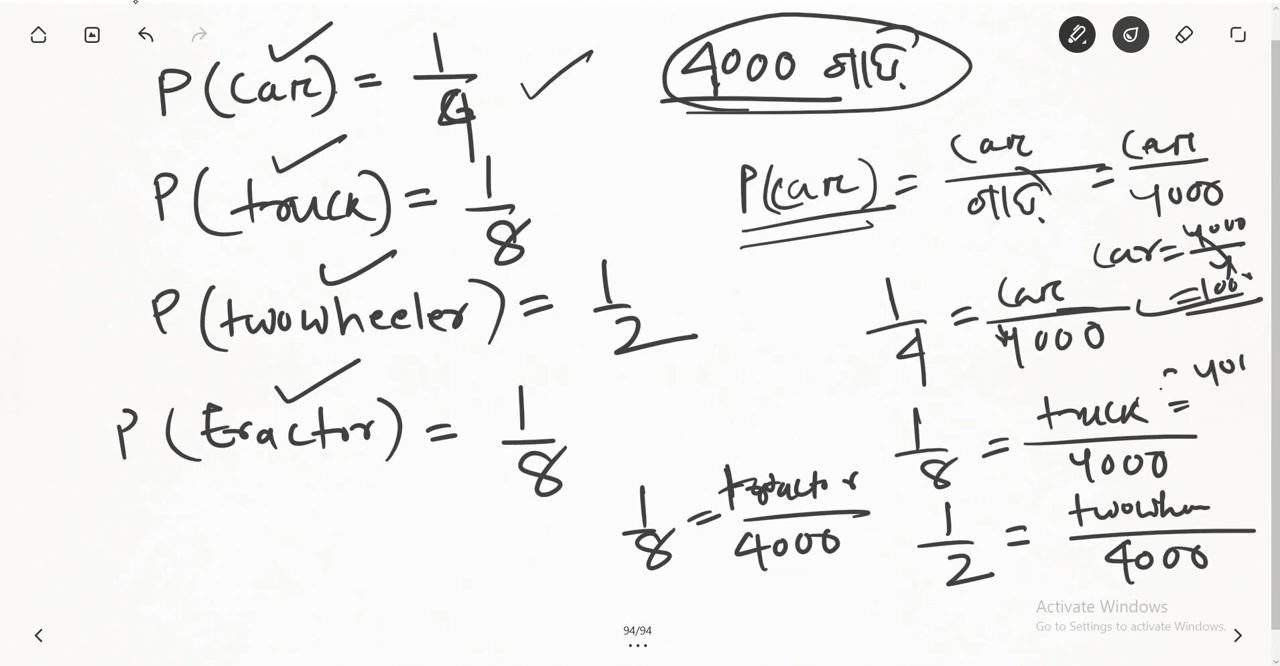 P(Car) = 1/4
4000 गाडि
P(truck) = 1/8
P(car) = Car/गाडि = Car/4000
Car = 4000/4
= 100
P(twowheeler) = 1/2
1/4 = Car/4000
P(Tractor) = 1/8
1/8 = truck/4000 = 
1/8 = tractor/4000
1/2 = twowh/4000
94/94
Activate Windows
Go to Settings to activate Windows.